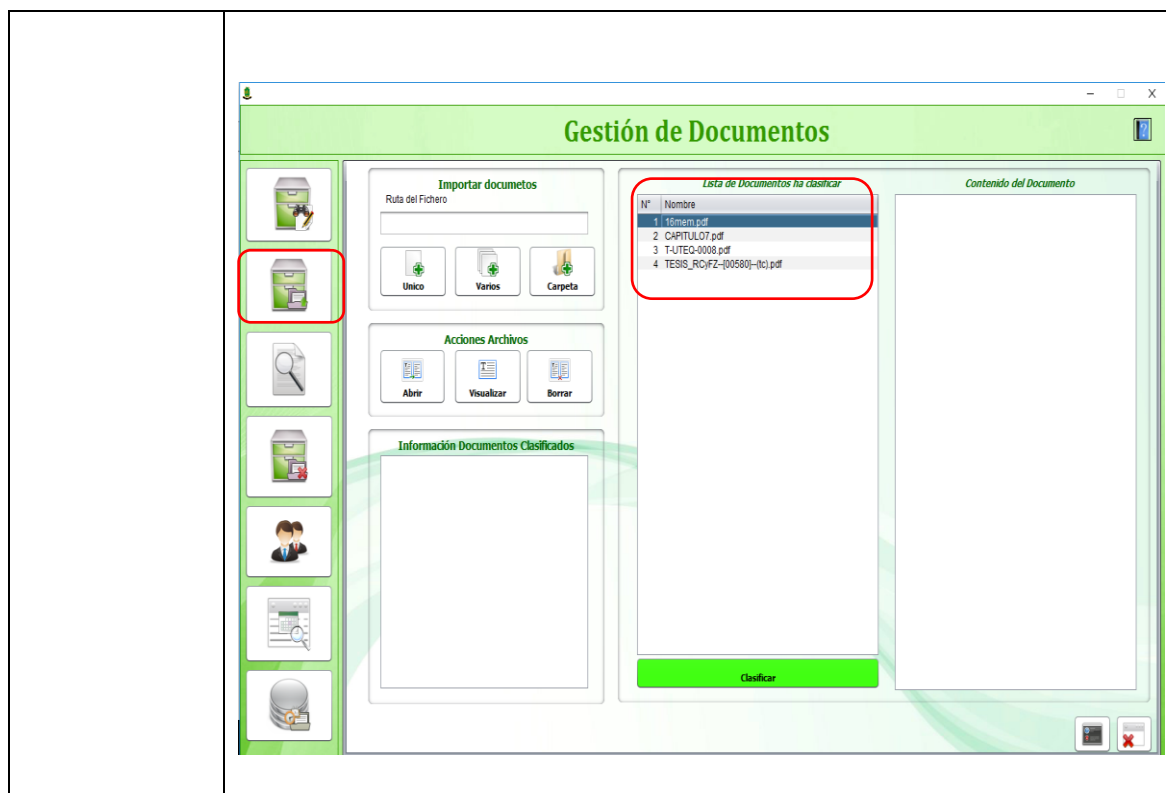 Gestión de Documentos
Importar documetos
Ruta del Fichero
Unico
Varios
Carpeta
Acciones Archivos
Abrir
Visualizar
Borrar
Información Documentos Clasificados
Lista de Documentos ha clasificar
N° Nombre
1 16mem.pdf
2 CAPITULO7.pdf
3 T-UTEQ-0008.pdf
4 TESIS_RCyFZ--[00580]--(tc).pdf
Clasificar
Contenido del Documento